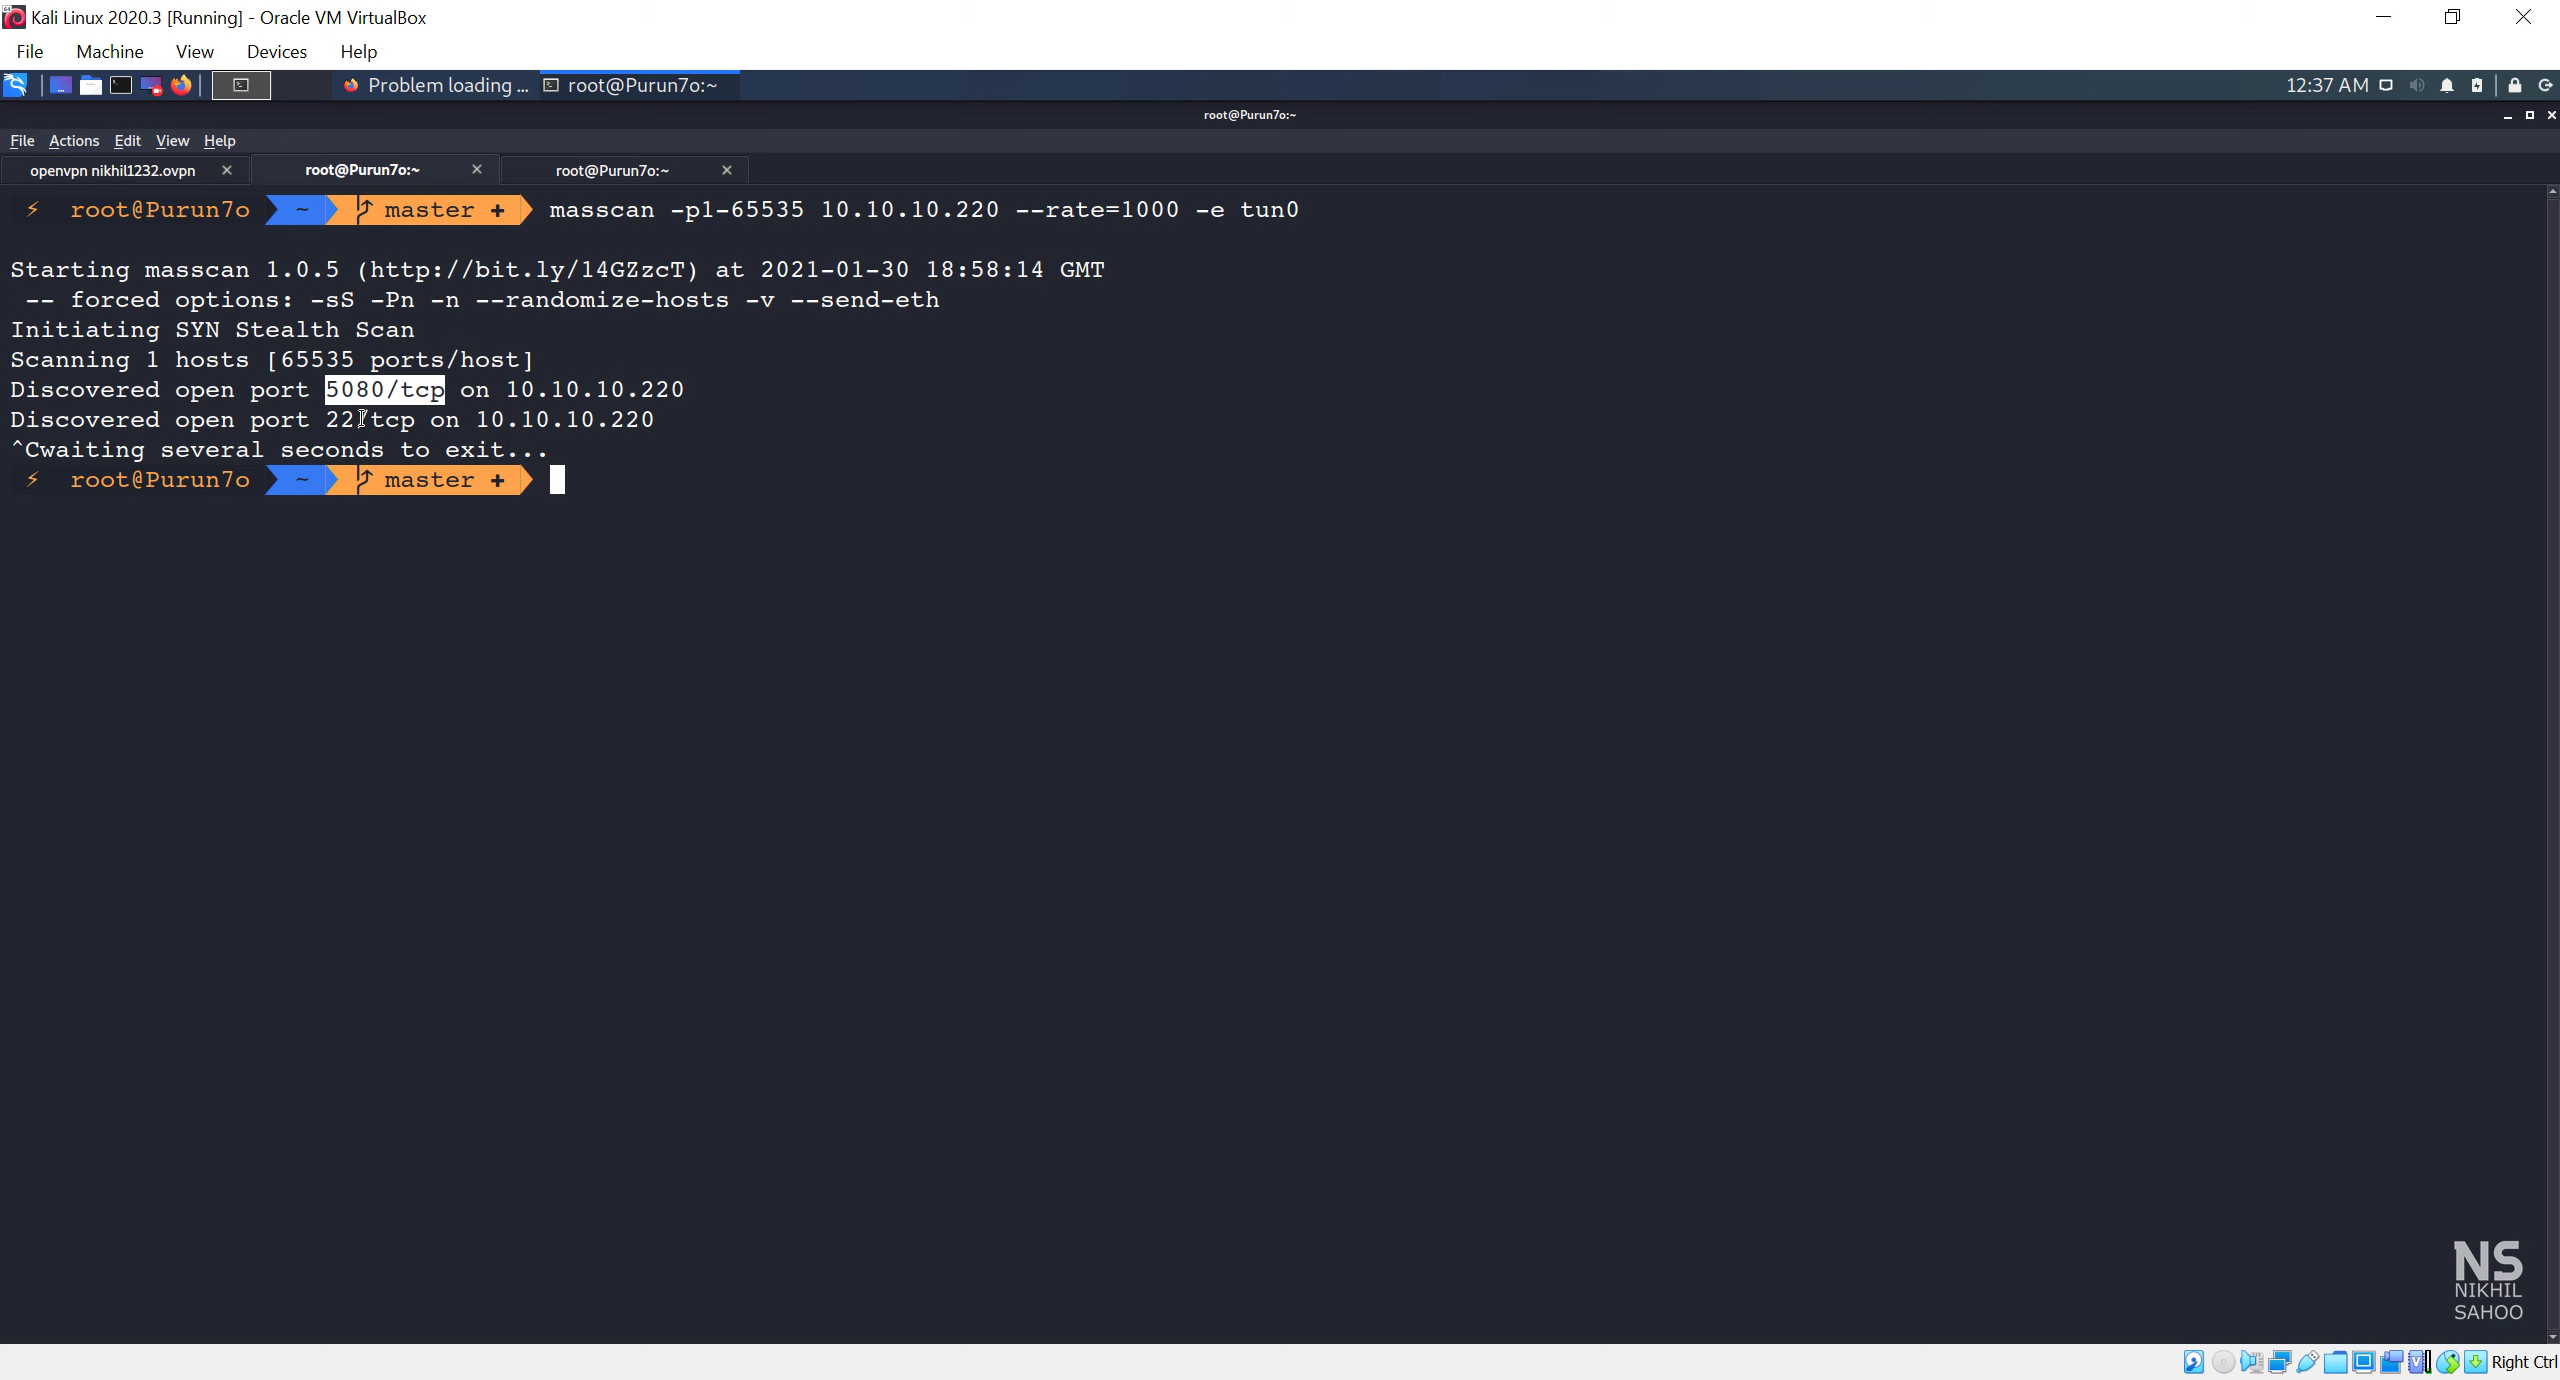 Kali Linux 2020.3 [Running] - Oracle VM VirtualBox
File Machine View Devices Help
Problem loading ... root@Purun7o:~ 12:37 AM
root@Purun7o:~
File Actions Edit View Help
openvpn nikhil1232.ovpn root@Purun7o:~ root@Purun7o:~
⚡ root@Purun7o ~ master + masscan -p1-65535 10.10.10.220 --rate=1000 -e tun0
Starting masscan 1.0.5 (http://bit.ly/14GZzcT) at 2021-01-30 18:58:14 GMT
-- forced options: -sS -Pn -n --randomize-hosts -v --send-eth
Initiating SYN Stealth Scan
Scanning 1 hosts [65535 ports/host]
Discovered open port 5080/tcp on 10.10.10.220
Discovered open port 22/tcp on 10.10.10.220
^Cwaiting several seconds to exit...
⚡ root@Purun7o ~ master +
NS
NIKHIL
SAHOO
Right Ctrl